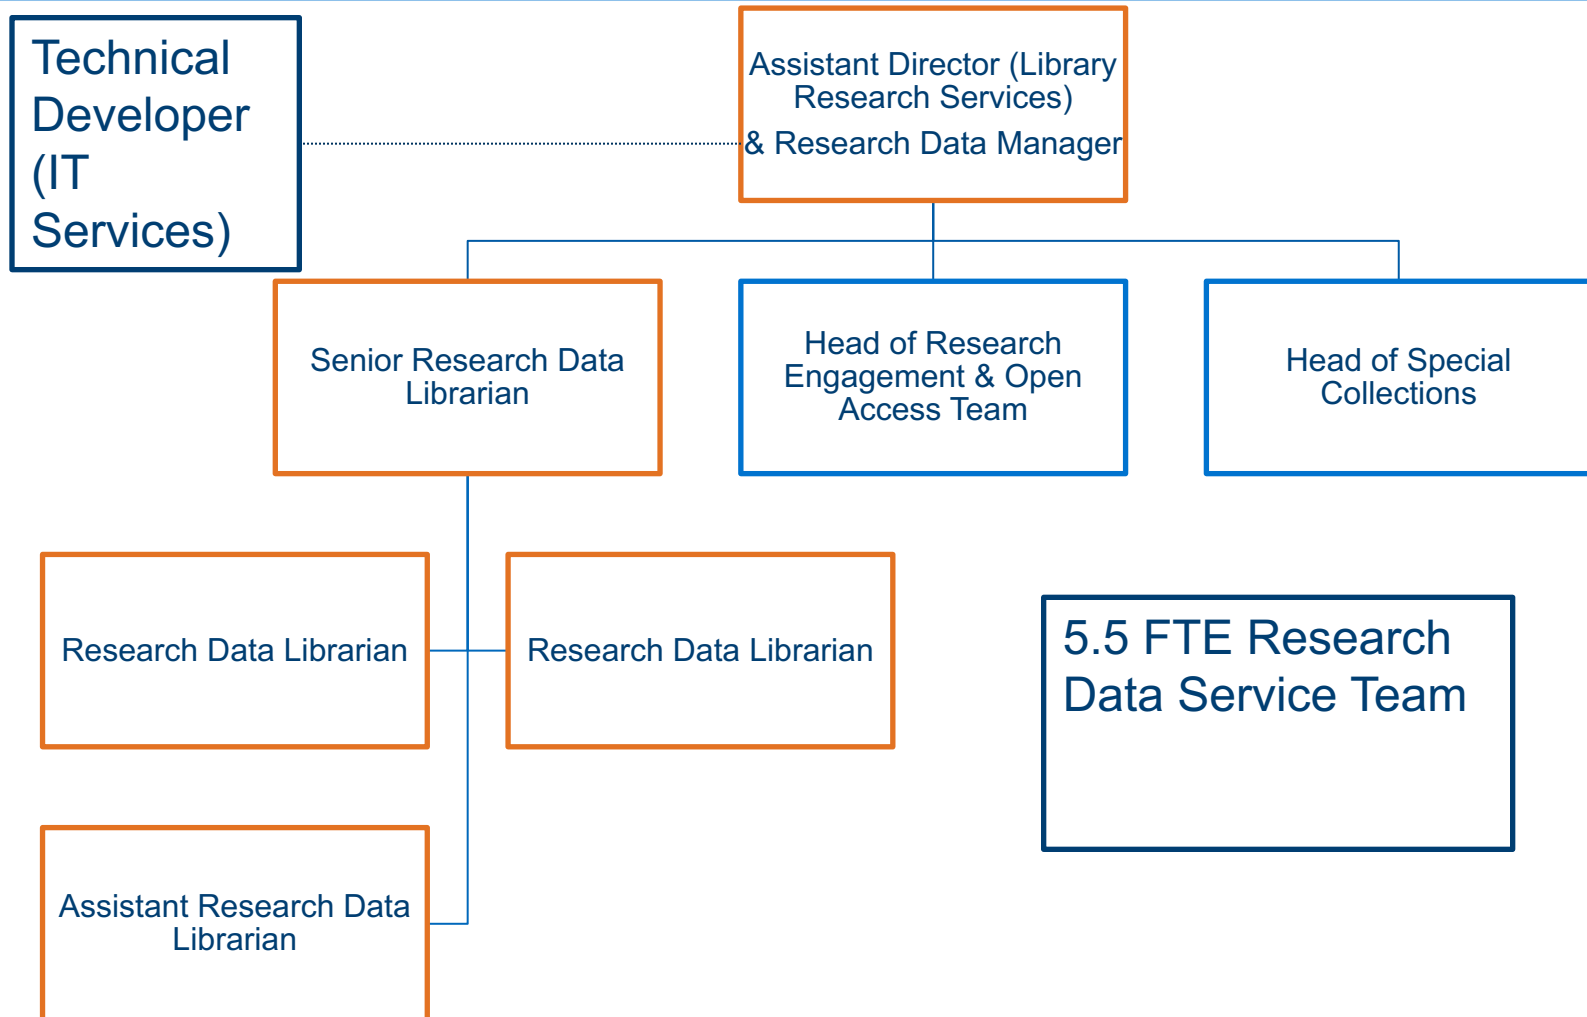 Technical
Developer
(IT
Services)
Assistant Director (Library
Research Services)
& Research Data Manager
Senior Research Data
Librarian
Head of Research
Engagement & Open
Access Team
Head of Special
Collections
Research Data Librarian
Research Data Librarian
5.5 FTE Research
Data Service Team
Assistant Research Data
Librarian